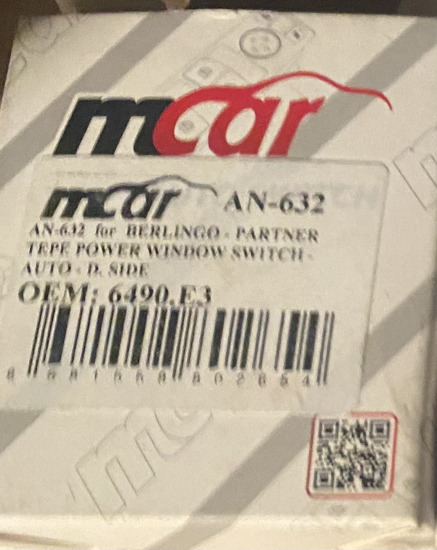 mcar
mcar AN-632
AN-632 for BERLINGO - PARTNER
TEPE POWER WINDOW SWITCH -
AUTO - D. SIDE
OEM: 6490.E3